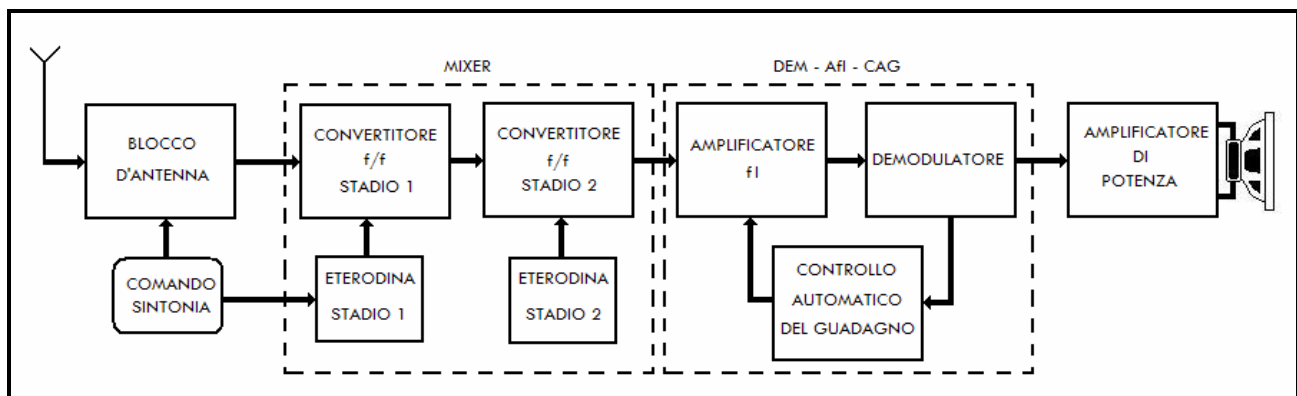 MIXER
DEM - AfI - CAG
BLOCCO
D'ANTENNA
CONVERTITORE
f/f
STADIO 1
CONVERTITORE
f/f
STADIO 2
AMPLIFICATORE
fI
DEMODULATORE
AMPLIFICATORE
DI
POTENZA
COMANDO
SINTONIA
ETERODINA
STADIO 1
ETERODINA
STADIO 2
CONTROLLO
AUTOMATICO
DEL GUADAGNO